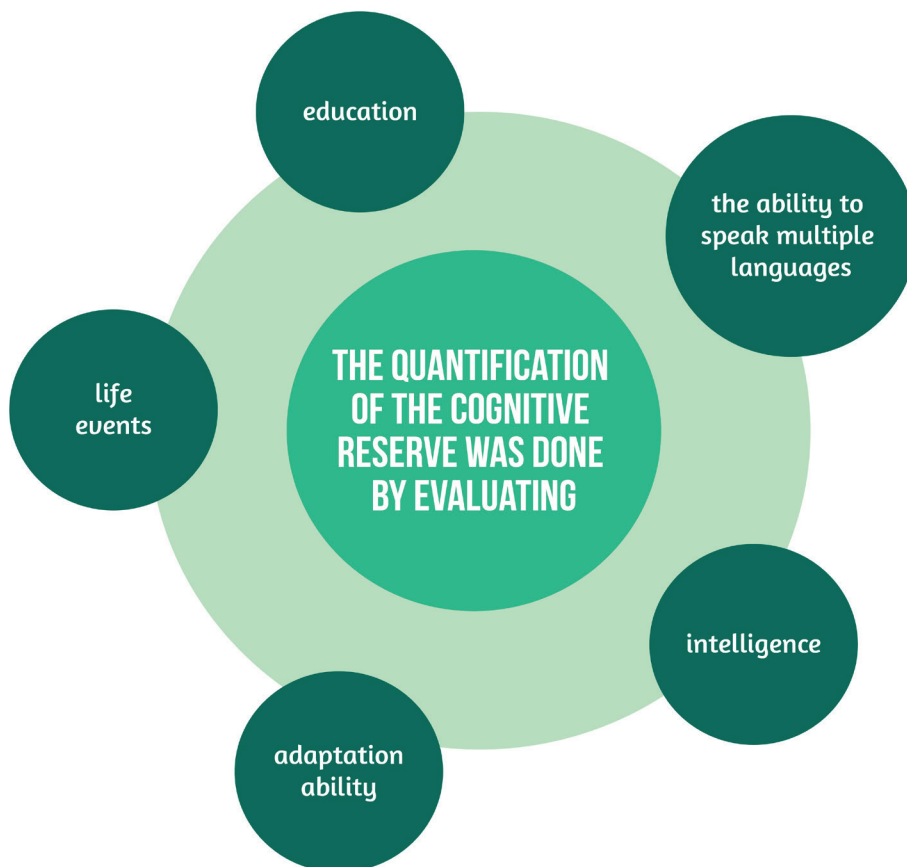 education
the ability to
speak multiple
languages
THE QUANTIFICATION
OF THE COGNITIVE
RESERVE WAS DONE
BY EVALUATING
life
events
intelligence
adaptation
ability